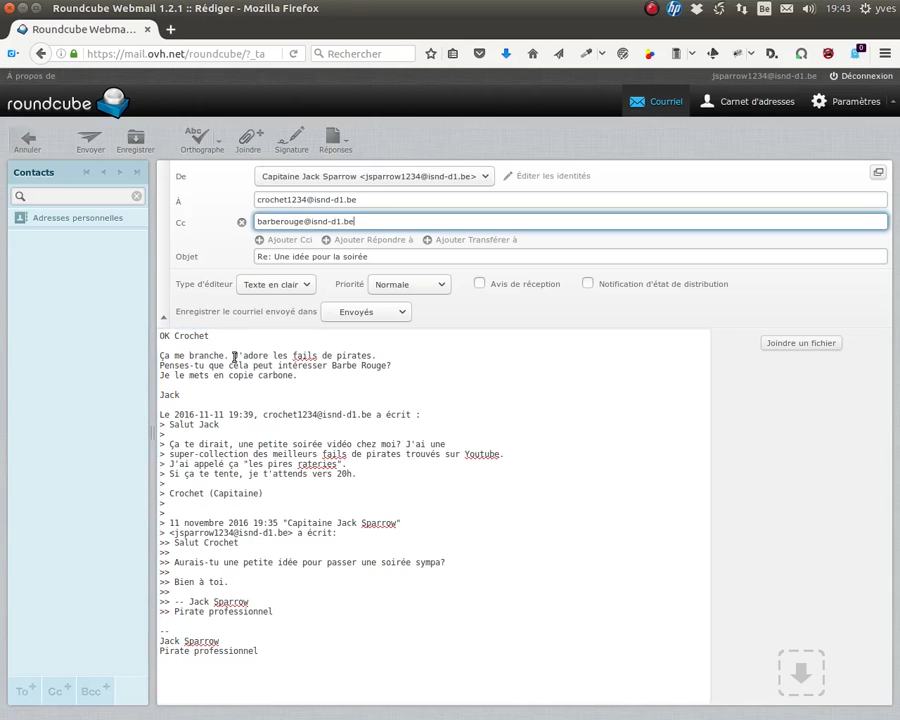 Roundcube Webmail 1.2.1 :: Rédiger - Mozilla Firefox
Be
19:43
yves
Roundcube Webma...
https://mail.ovh.net/roundcube/?_ta
Rechercher
D.
0
À propos de
jsparrow1234@isnd-d1.be
Déconnexion
roundcube
Courriel
Carnet d'adresses
Paramètres
Annuler
Envoyer
Enregistrer
Abc
Orthographe
Joindre
Signature
Réponses
Contacts
Adresses personnelles
De
Capitaine Jack Sparrow <jsparrow1234@isnd-d1.be>
Éditer les identités
À
crochet1234@isnd-d1.be
Cc
barberouge@isnd-d1.be
Ajouter Cci
Ajouter Répondre à
Ajouter Transférer à
Objet
Re: Une idée pour la soirée
Type d'éditeur
Texte en clair
Priorité
Normale
Avis de réception
Notification d'état de distribution
Enregistrer le courriel envoyé dans
Envoyés
OK Crochet
Ça me branche. J'adore les fails de pirates.
Penses-tu que cela peut intéresser Barbe Rouge?
Je le mets en copie carbone.
Jack
Le 2016-11-11 19:39, crochet1234@isnd-d1.be a écrit :
> Salut Jack
>
> Ça te dirait, une petite soirée vidéo chez moi? J'ai une
> super-collection des meilleurs fails de pirates trouvés sur Youtube.
> J'ai appelé ça "les pires rateries".
> Si ça te tente, je t'attends vers 20h.
>
> Crochet (Capitaine)
>
>
> 11 novembre 2016 19:35 "Capitaine Jack Sparrow"
> <jsparrow1234@isnd-d1.be> a écrit:
>> Salut Crochet
>>
>> Aurais-tu une petite idée pour passer une soirée sympa?
>>
>> Bien à toi.
>>
>> -- Jack Sparrow
>> Pirate professionnel
--
Jack Sparrow
Pirate professionnel
Joindre un fichier
To+
Cc+
Bcc+